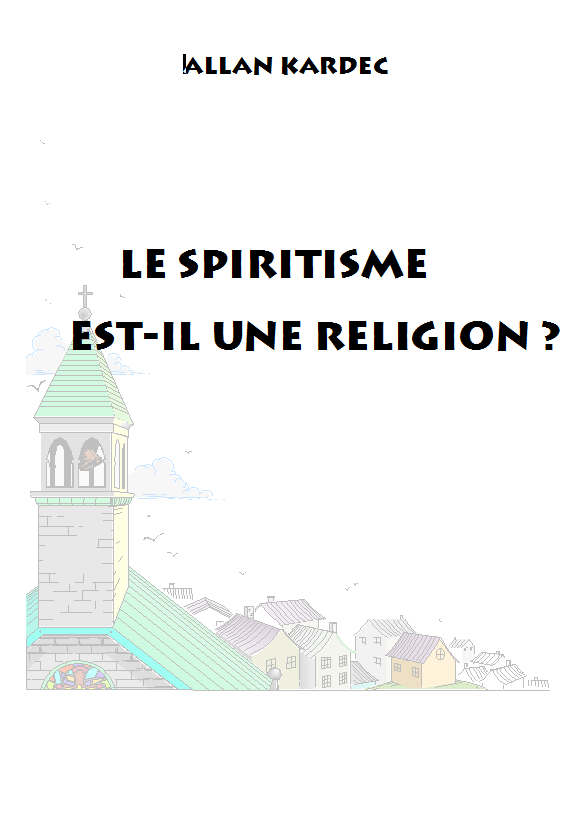 ALLAN KARDEC
LE SPIRITISME
EST-IL UNE RELIGION ?